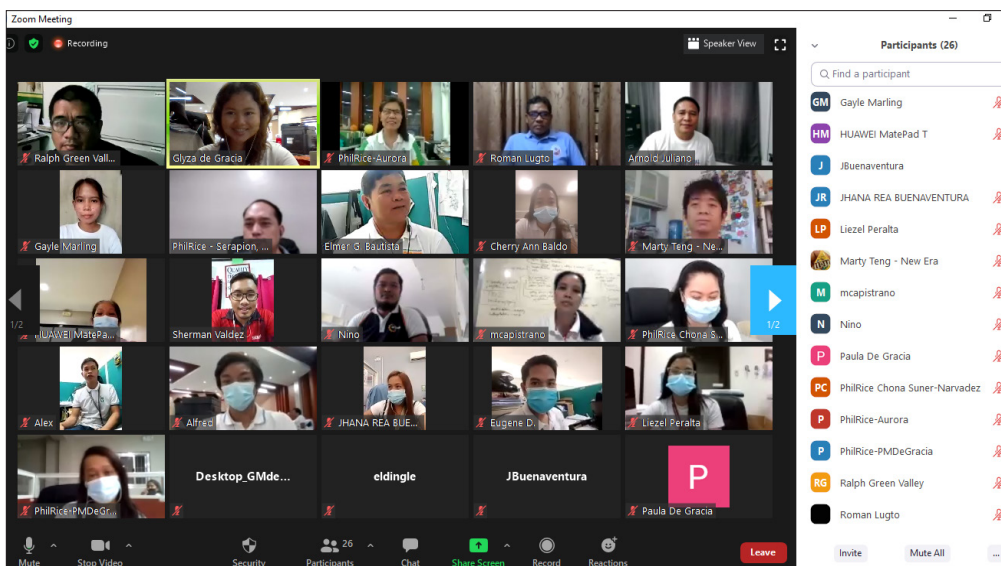 Zoom Meeting
Recording
Speaker View
Participants (26)
Find a participant
Ralph Green Vall...
Glyza de Gracia
PhilRice-Aurora
Roman Lugto
Arnold Juliano
Gayle Marling
PhilRice - Serapion, ...
Elmer G. Bautista
Cherry Ann Baldo
Marty Teng - Ne...
1/2
HUAWEI MatePa...
Sherman Valdez
QUALITY
Nino
mcapistrano
PhilRice Chona S...
1/2
Alex
Alfred
JHANA REA BUE...
Eugene D.
Liezel Peralta
PhilRice-PMDeGr...
Desktop_GMde...
eldingle
JBuenaventura
P
Paula De Gracia
GM Gayle Marling
HM HUAWEI MatePad T
J JBuenaventura
JR JHANA REA BUENAVENTURA
LP Liezel Peralta
Marty Teng - New Era
M mcapistrano
N Nino
P Paula De Gracia
PC PhilRice Chona Suner-Narvadez
P PhilRice-Aurora
P PhilRice-PMDeGracia
RG Ralph Green Valley
Roman Lugto
Mute
Stop Video
Security
Participants 26
Chat
Share Screen
Record
Reactions
Leave
Invite
Mute All
...